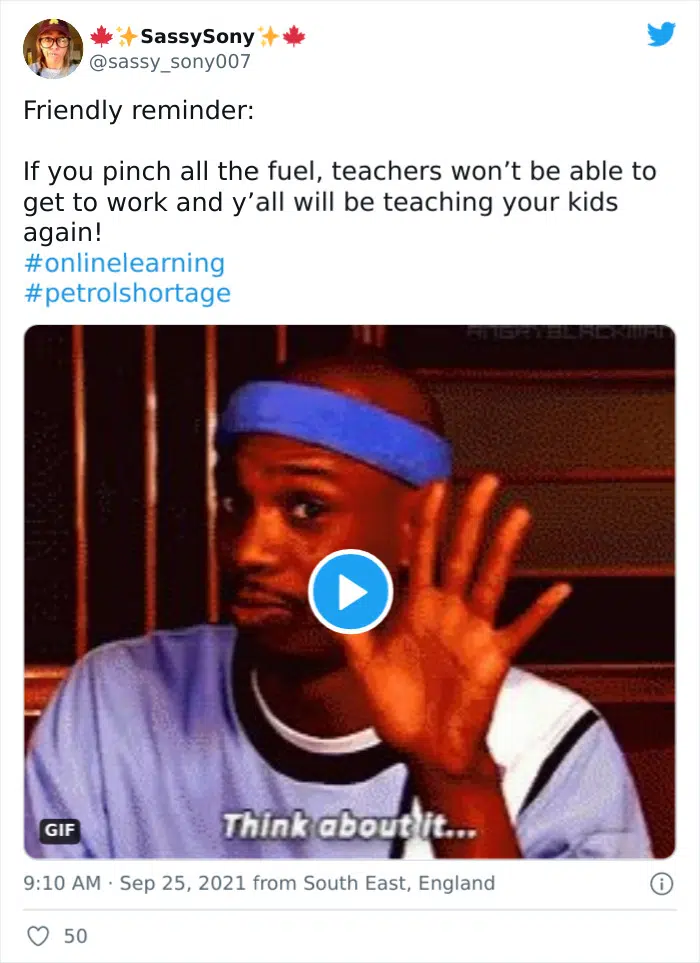 🍁✨SassySony✨🍁
@sassy_sony007
Friendly reminder:
If you pinch all the fuel, teachers won’t be able to
get to work and y’all will be teaching your kids
again!
#onlinelearning
#petrolshortage
ANGRYBLACKMAN
Think about it...
GIF
9:10 AM · Sep 25, 2021 from South East, England
50